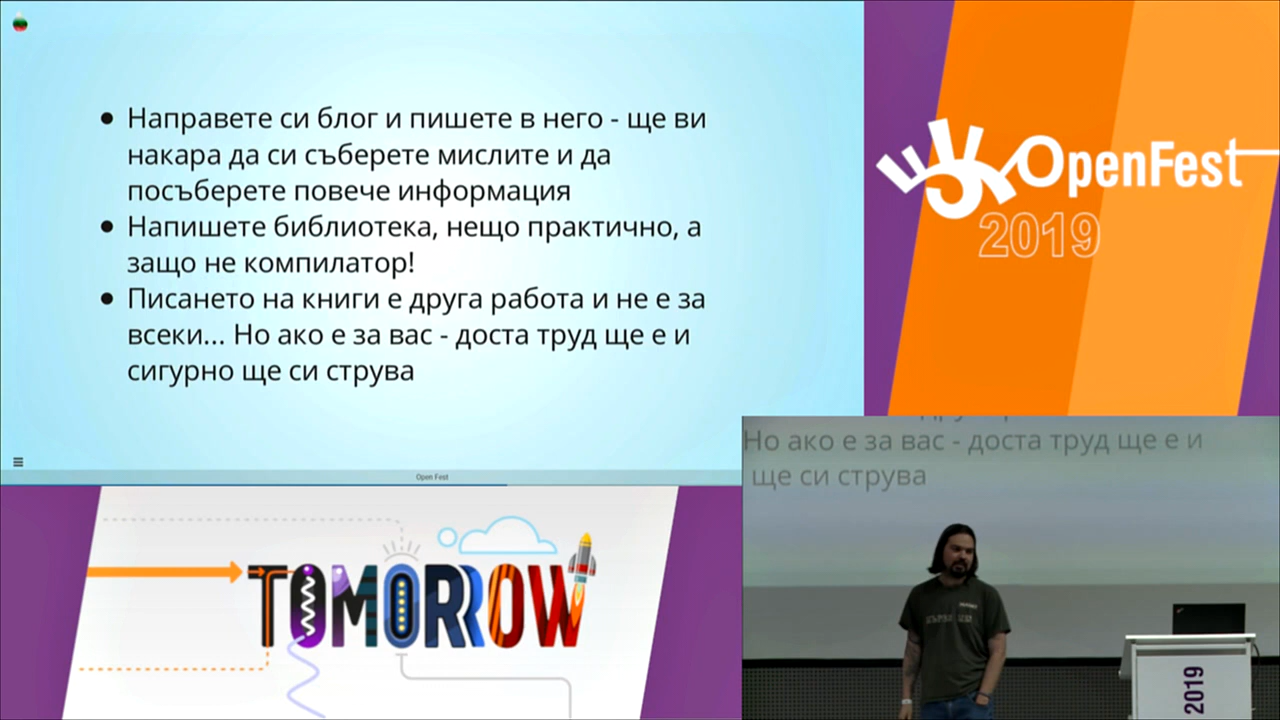 Направете си блог и пишете в него - ще ви
накара да си съберете мислите и да
посъберете повече информация
Напишете библиотека, нещо практично, а
защо не компилатор!
Писането на книги е друга работа и не е за
всеки... Но ако е за вас - доста труд ще е и
сигурно ще си струва
Open Fest
OpenFest
2019
TOMORROW
Но ако е за вас - доста труд ще е и
ще си струва
2019